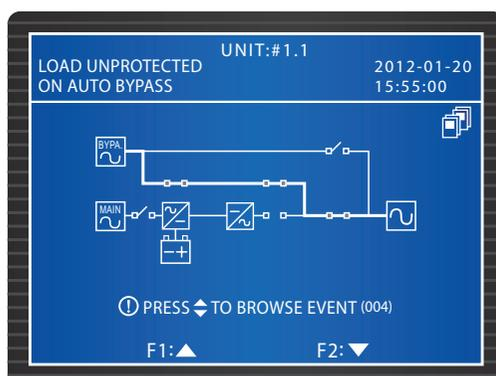 UNIT:#1.1
LOAD UNPROTECTED
ON AUTO BYPASS
2012-01-20
15:55:00
BYPA.
MAIN
PRESS TO BROWSE EVENT (004)
F1:
F2: